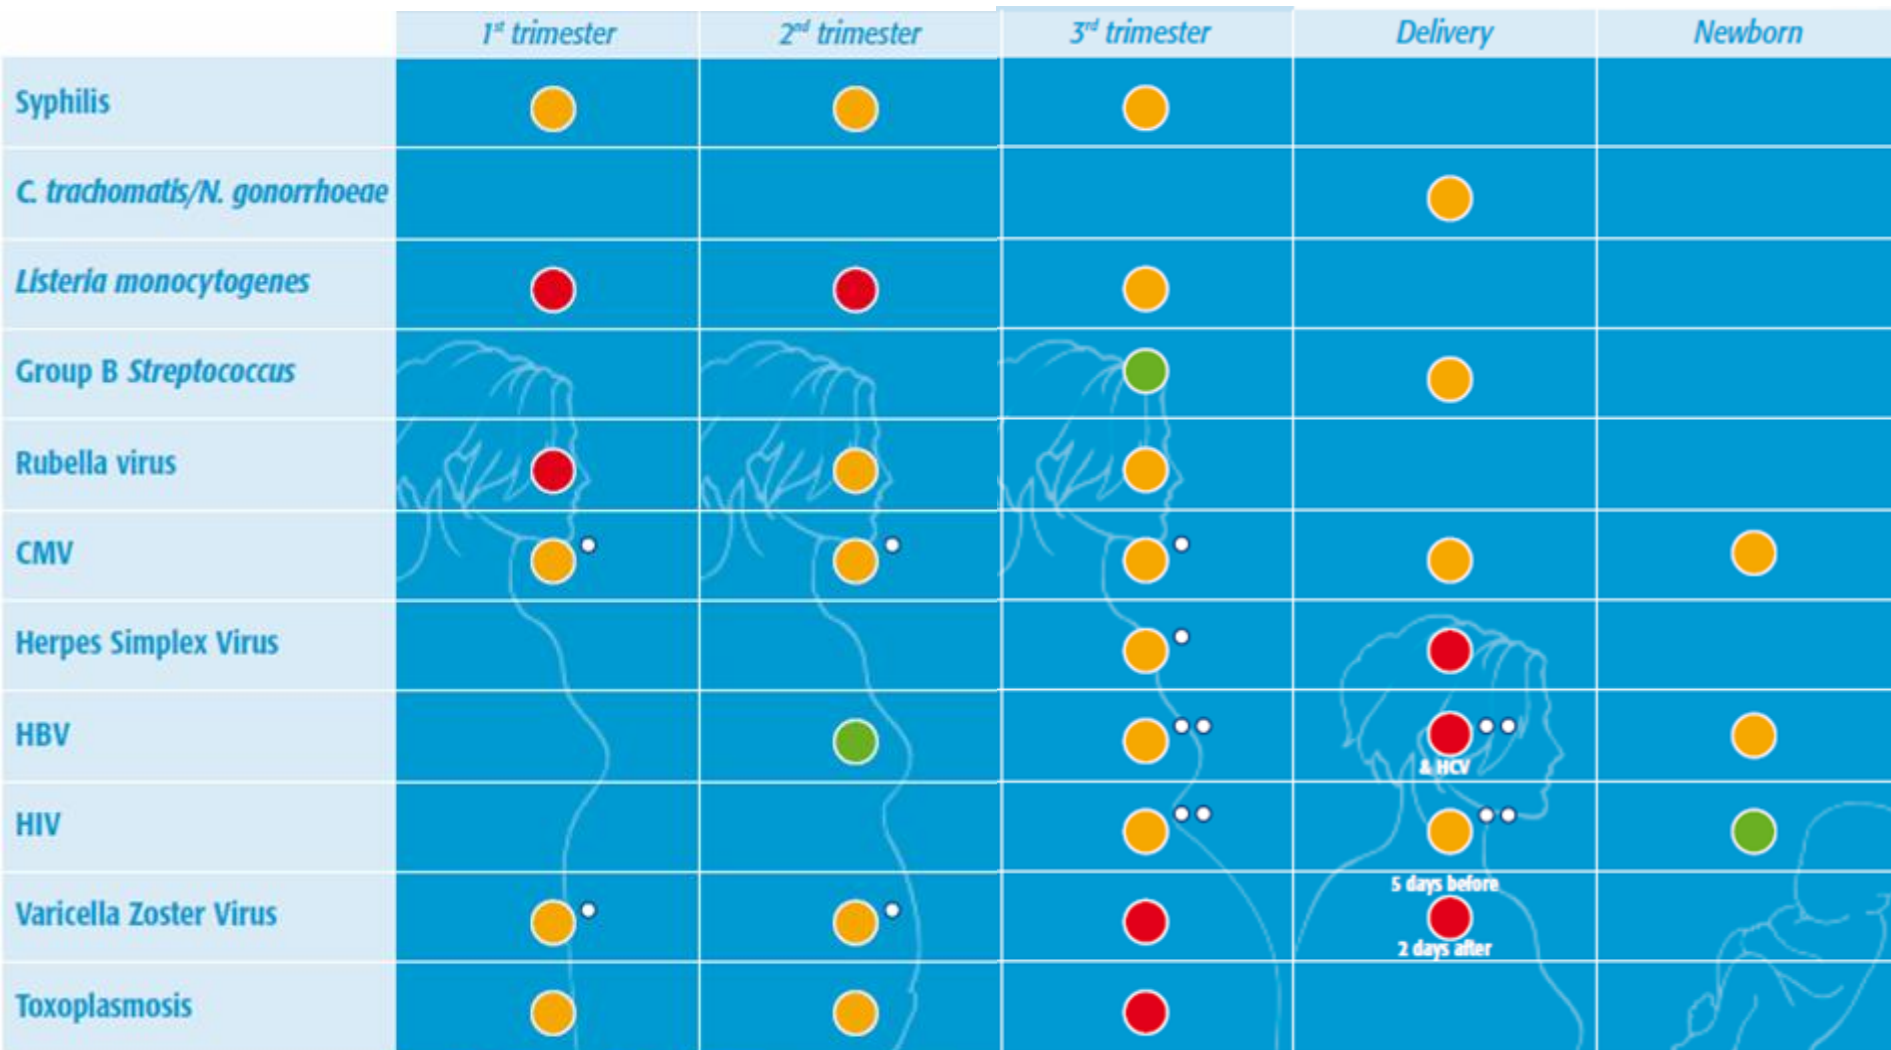 1st trimester 2nd trimester 3rd trimester Delivery Newborn
Syphilis
C. trachomatis/N. gonorrhoeae
Listeria monocytogenes
Group B Streptococcus
Rubella virus
CMV
Herpes Simplex Virus
HBV
& HCV
HIV
5 days before
Varicella Zoster Virus
2 days after
Toxoplasmosis